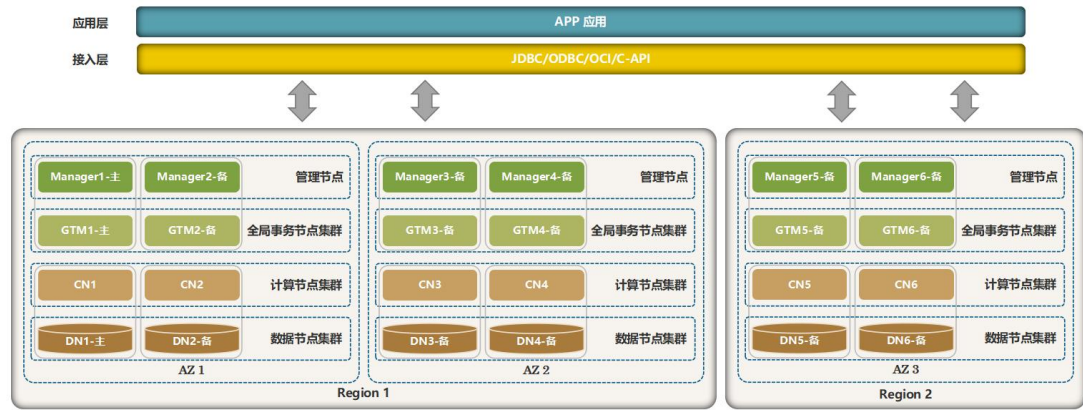 应用层
APP 应用
接入层
JDBC/ODBC/OCI/C-API
Manager1-主
Manager2-备
管理节点
GTM1-主
GTM2-备
全局事务节点集群
CN1
CN2
计算节点集群
DN1-主
DN2-备
数据节点集群
AZ 1
Manager3-备
Manager4-备
管理节点
GTM3-备
GTM4-备
全局事务节点集群
CN3
CN4
计算节点集群
DN3-备
DN4-备
数据节点集群
AZ 2
Region 1
Manager5-备
Manager6-备
管理节点
GTM5-备
GTM6-备
全局事务节点集群
CN5
CN6
计算节点集群
DN5-备
DN6-备
数据节点集群
AZ 3
Region 2